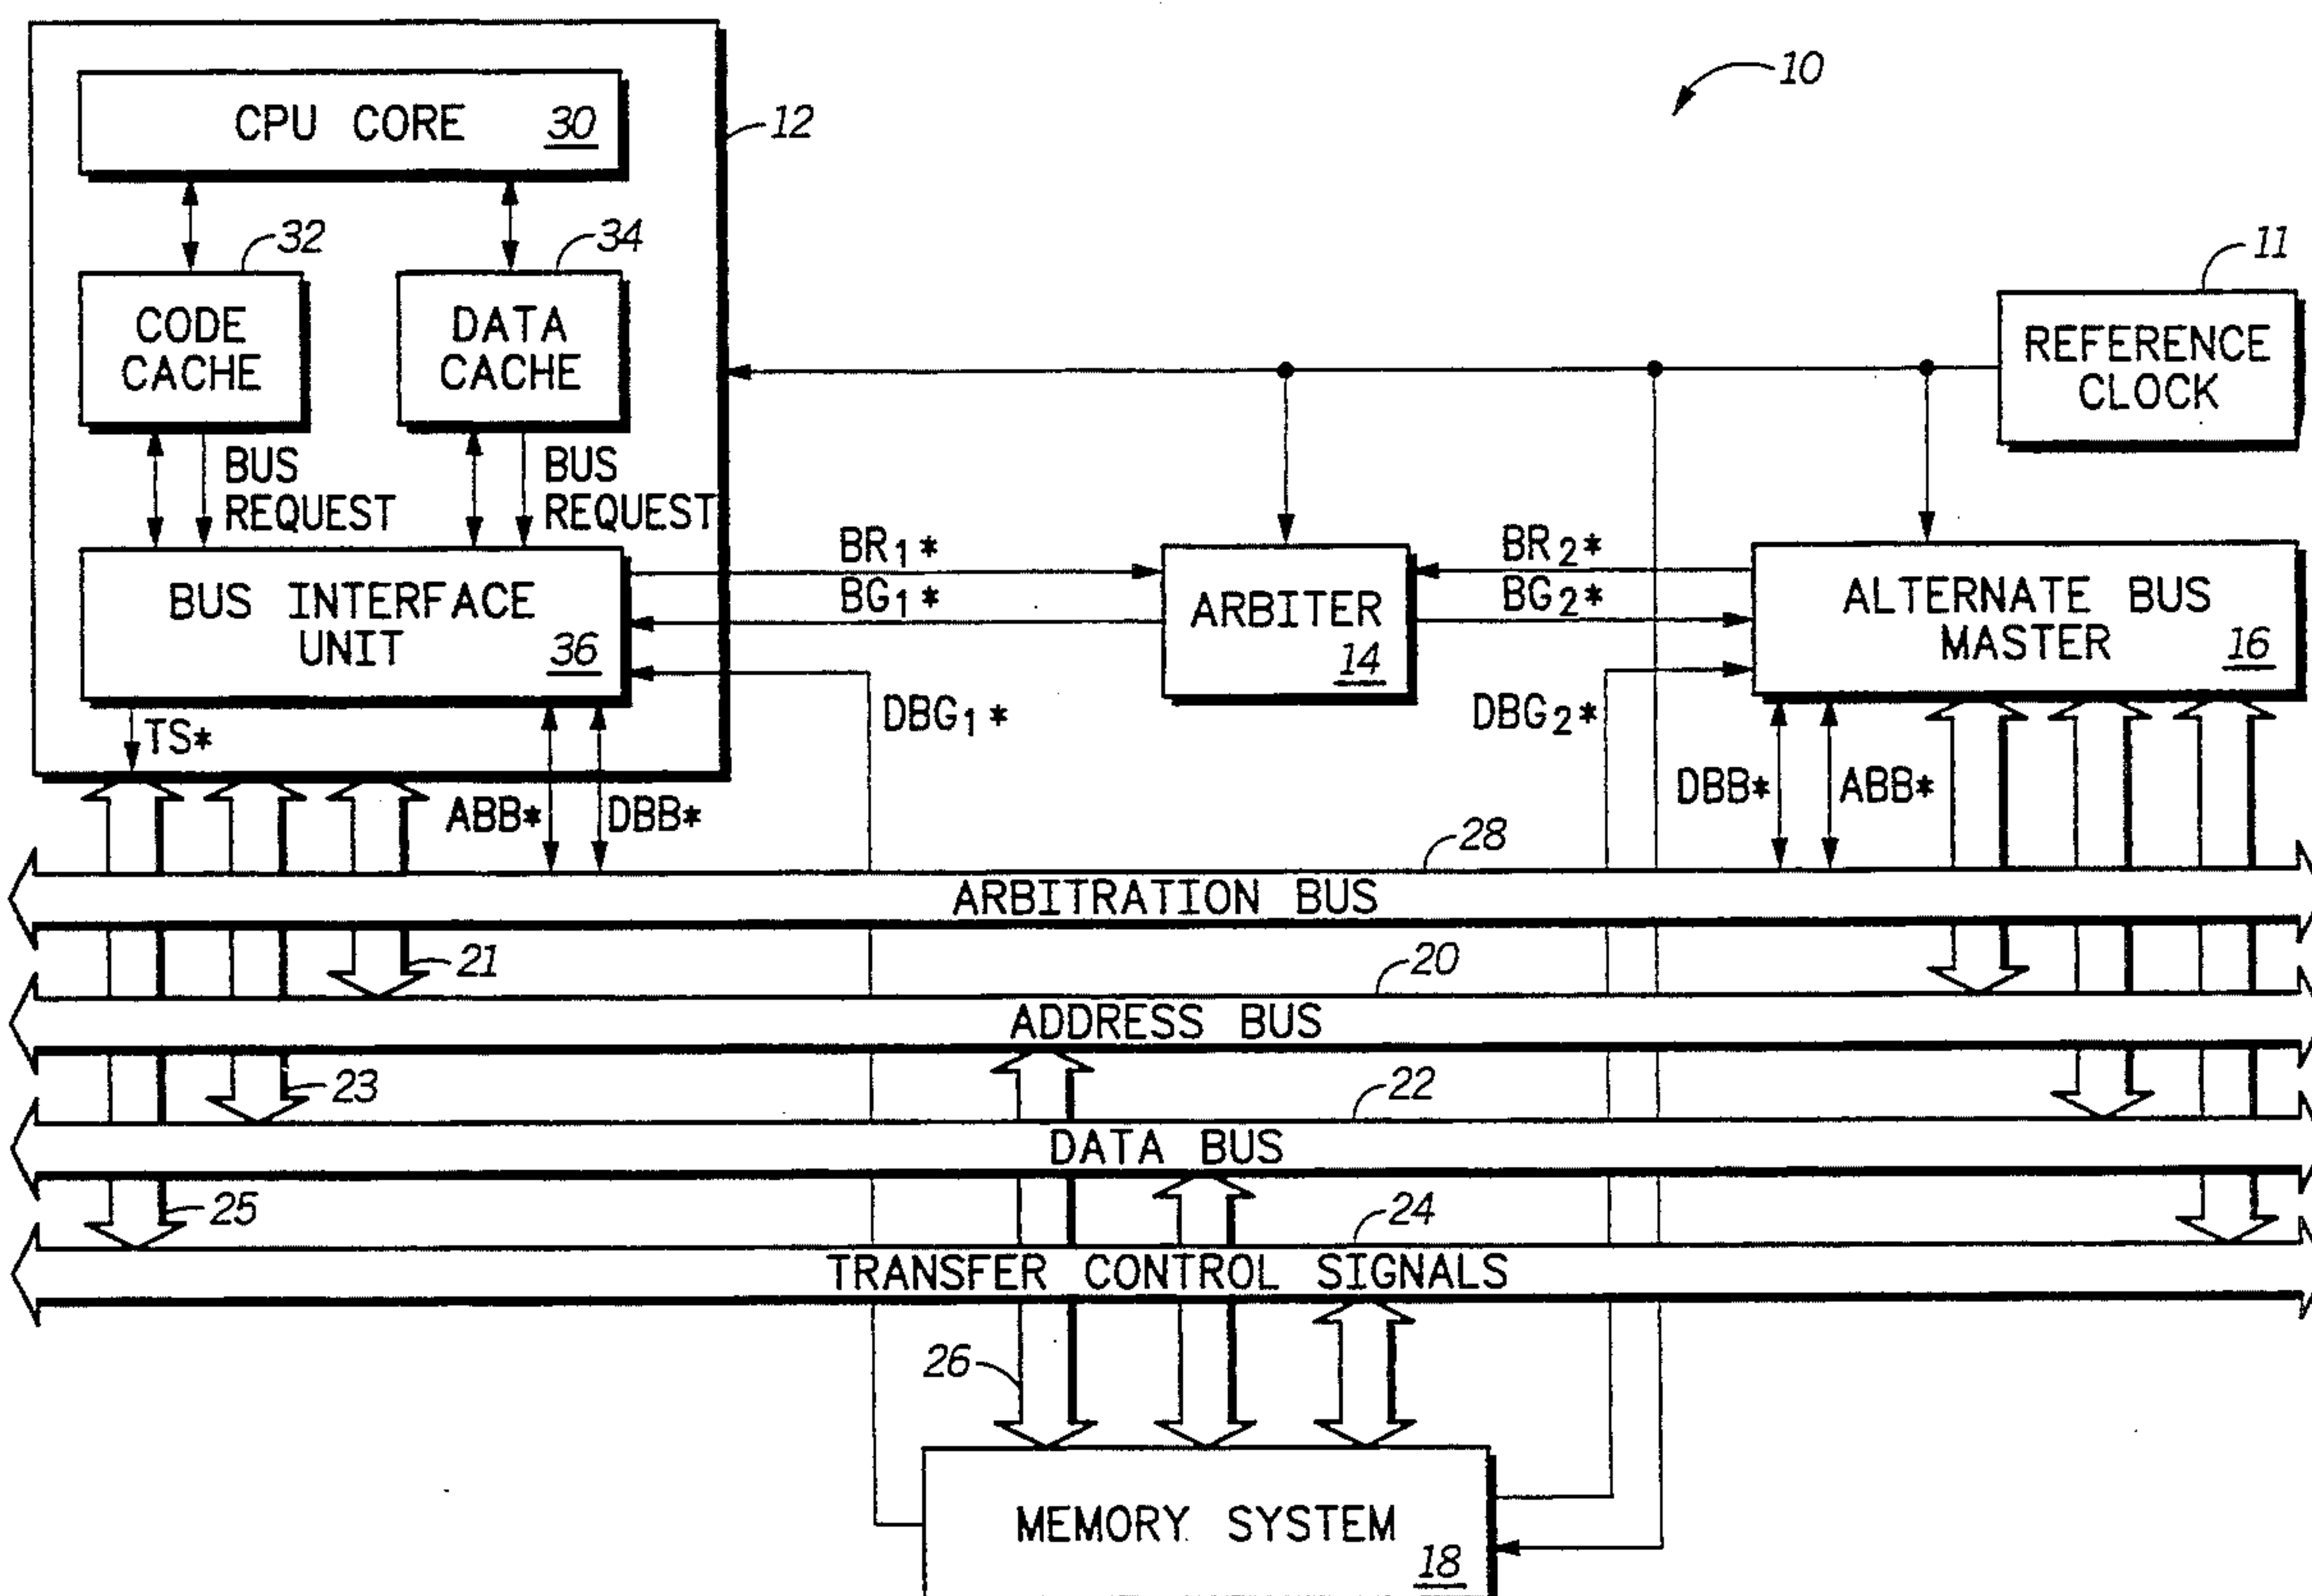 10
CPU CORE 30
12
32
34
11
CODE
CACHE
DATA
CACHE
REFERENCE
CLOCK
BUS
REQUEST
BUS
REQUEST
BR1*
BR2*
BG1*
BG2*
BUS INTERFACE
UNIT 36
ARBITER
14
ALTERNATE BUS
MASTER 16
TS*
DBG1*
DBG2*
ABB*
DBB*
DBB*
ABB*
28
ARBITRATION BUS
21
20
ADDRESS BUS
23
22
DATA BUS
25
24
TRANSFER CONTROL SIGNALS
26
MEMORY SYSTEM
18